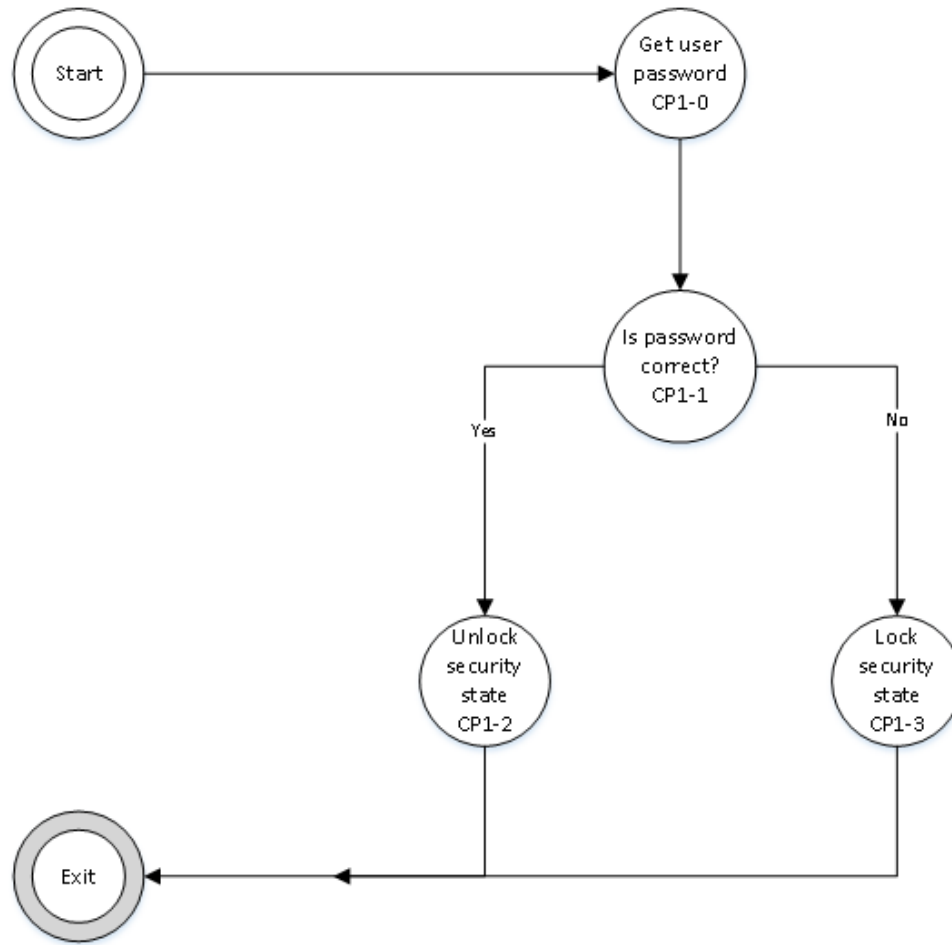 Start
Get user
password
CP1-0
Is password
correct?
CP1-1
Yes
No
Unlock
security
state
CP1-2
Lock
security
state
CP1-3
Exit